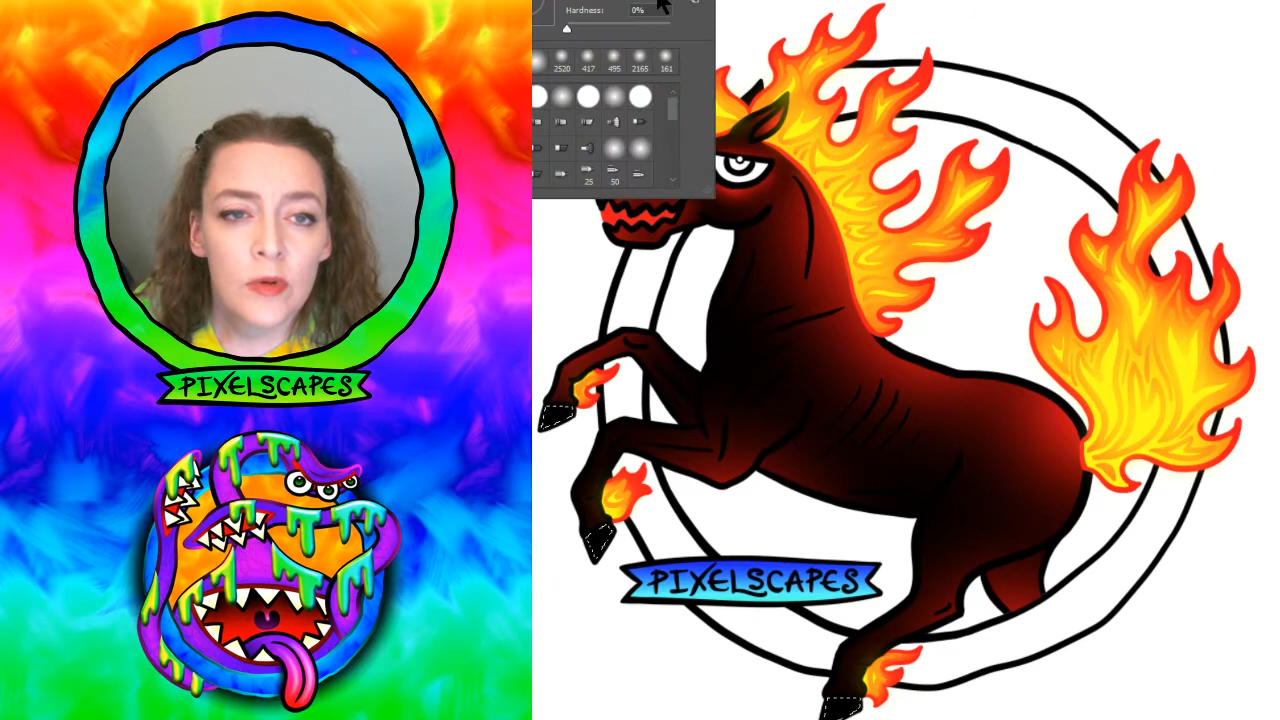 PIXELSCAPES
Hardness: 0%
2520 417 495 2165 161
25 50
PIXELSCAPES